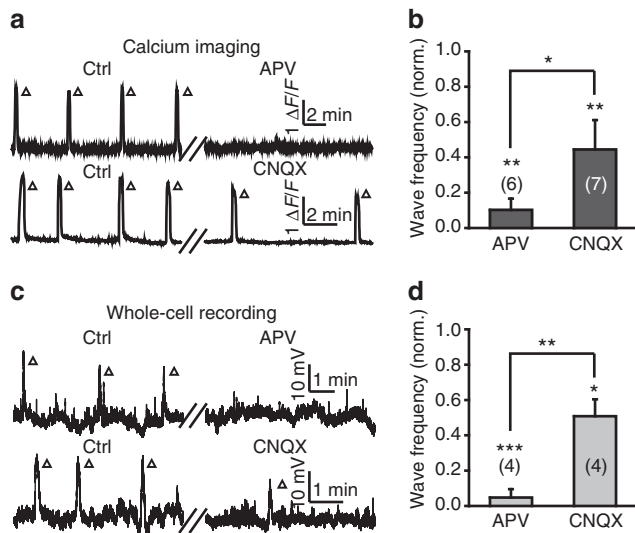 a
Calcium imaging
Ctrl
APV
1 ΔF/F
2 min
Ctrl
CNQX
1 ΔF/F
2 min
b
Wave frequency (norm.)
1.0
0.8
0.6
0.4
0.2
0.0
*
**
**
(6)
(7)
APV
CNQX
c
Whole-cell recording
Ctrl
APV
10 mV
1 min
Ctrl
CNQX
10 mV
1 min
d
Wave frequency (norm.)
1.0
0.8
0.6
0.4
0.2
0.0
**
*
***
(4)
(4)
APV
CNQX